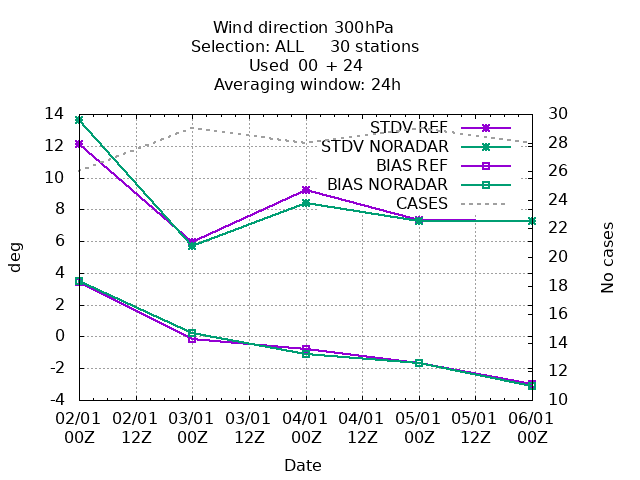 Wind direction 300hPa
Selection: ALL 30 stations
Used 00 + 24
Averaging window: 24h
14
12
10
8
6
4
2
0
-2
-4
deg
30
28
26
24
22
20
18
16
14
12
10
No cases
STDV REF
STDV NORADAR
BIAS REF
BIAS NORADAR
CASES
02/01 02/01 03/01 03/01 04/01 04/01 05/01 05/01 06/01
00Z 12Z 00Z 12Z 00Z 12Z 00Z 12Z 00Z
Date